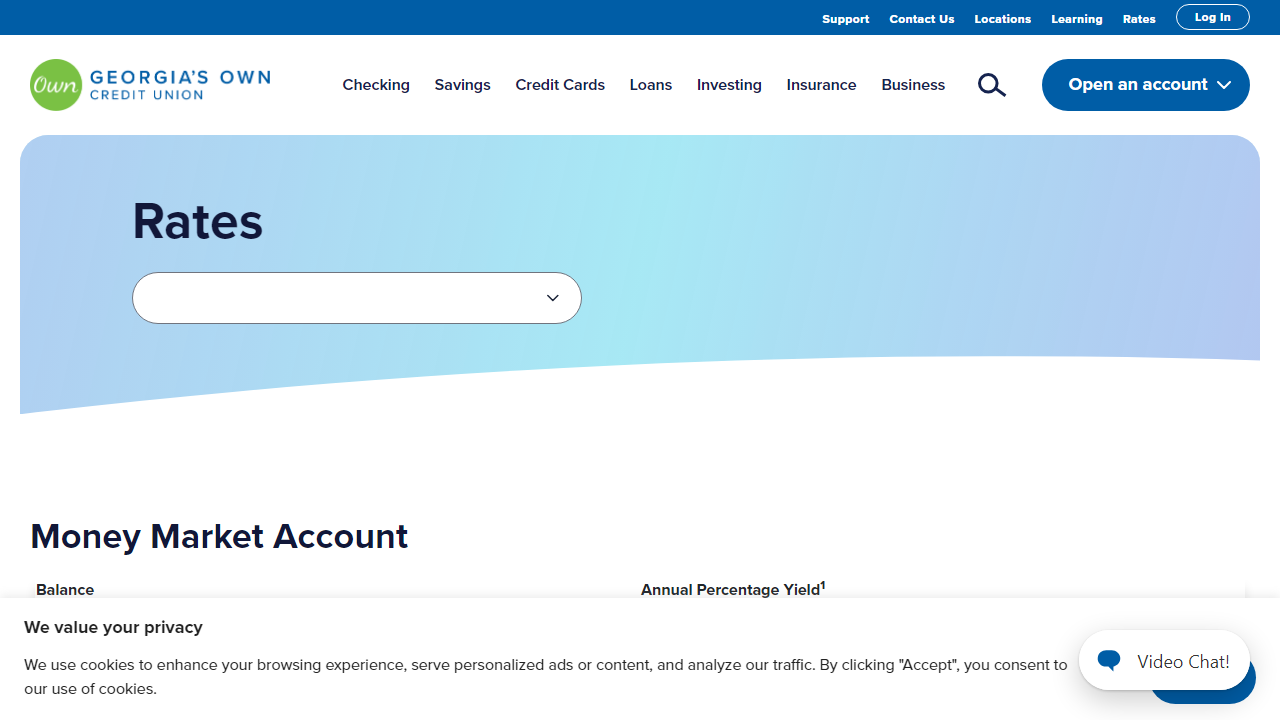 Support Contact Us Locations Learning Rates Log In
Own GEORGIA'S OWN
CREDIT UNION
Checking Savings Credit Cards Loans Investing Insurance Business Open an account
Rates
Money Market Account
Balance Annual Percentage Yield¹
We value your privacy
We use cookies to enhance your browsing experience, serve personalized ads or content, and analyze our traffic. By clicking "Accept", you consent to
our use of cookies.
Video Chat!